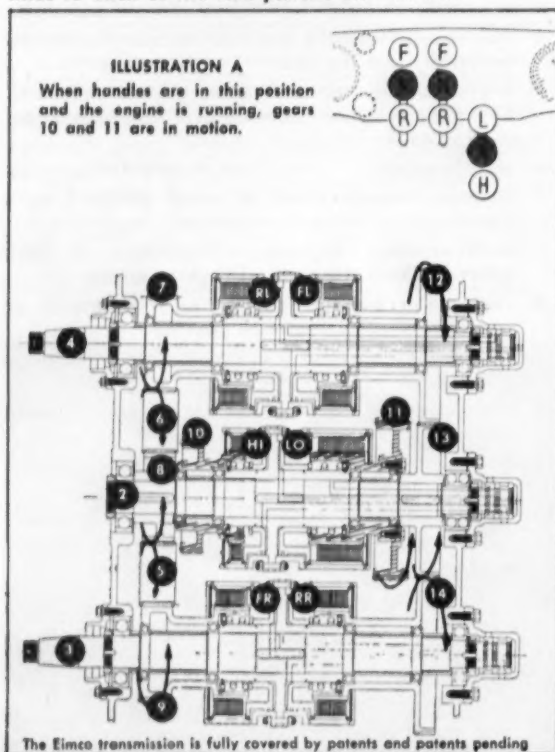 ILLUSTRATION A
When handles are in this position
and the engine is running, gears
10 and 11 are in motion.
F F
R R L
H
7 RL FL 12
4
6 10 11
8 HI LO 13
2
5
FR RR 14
3
9
The Eimco transmission is fully covered by patents and patents pending